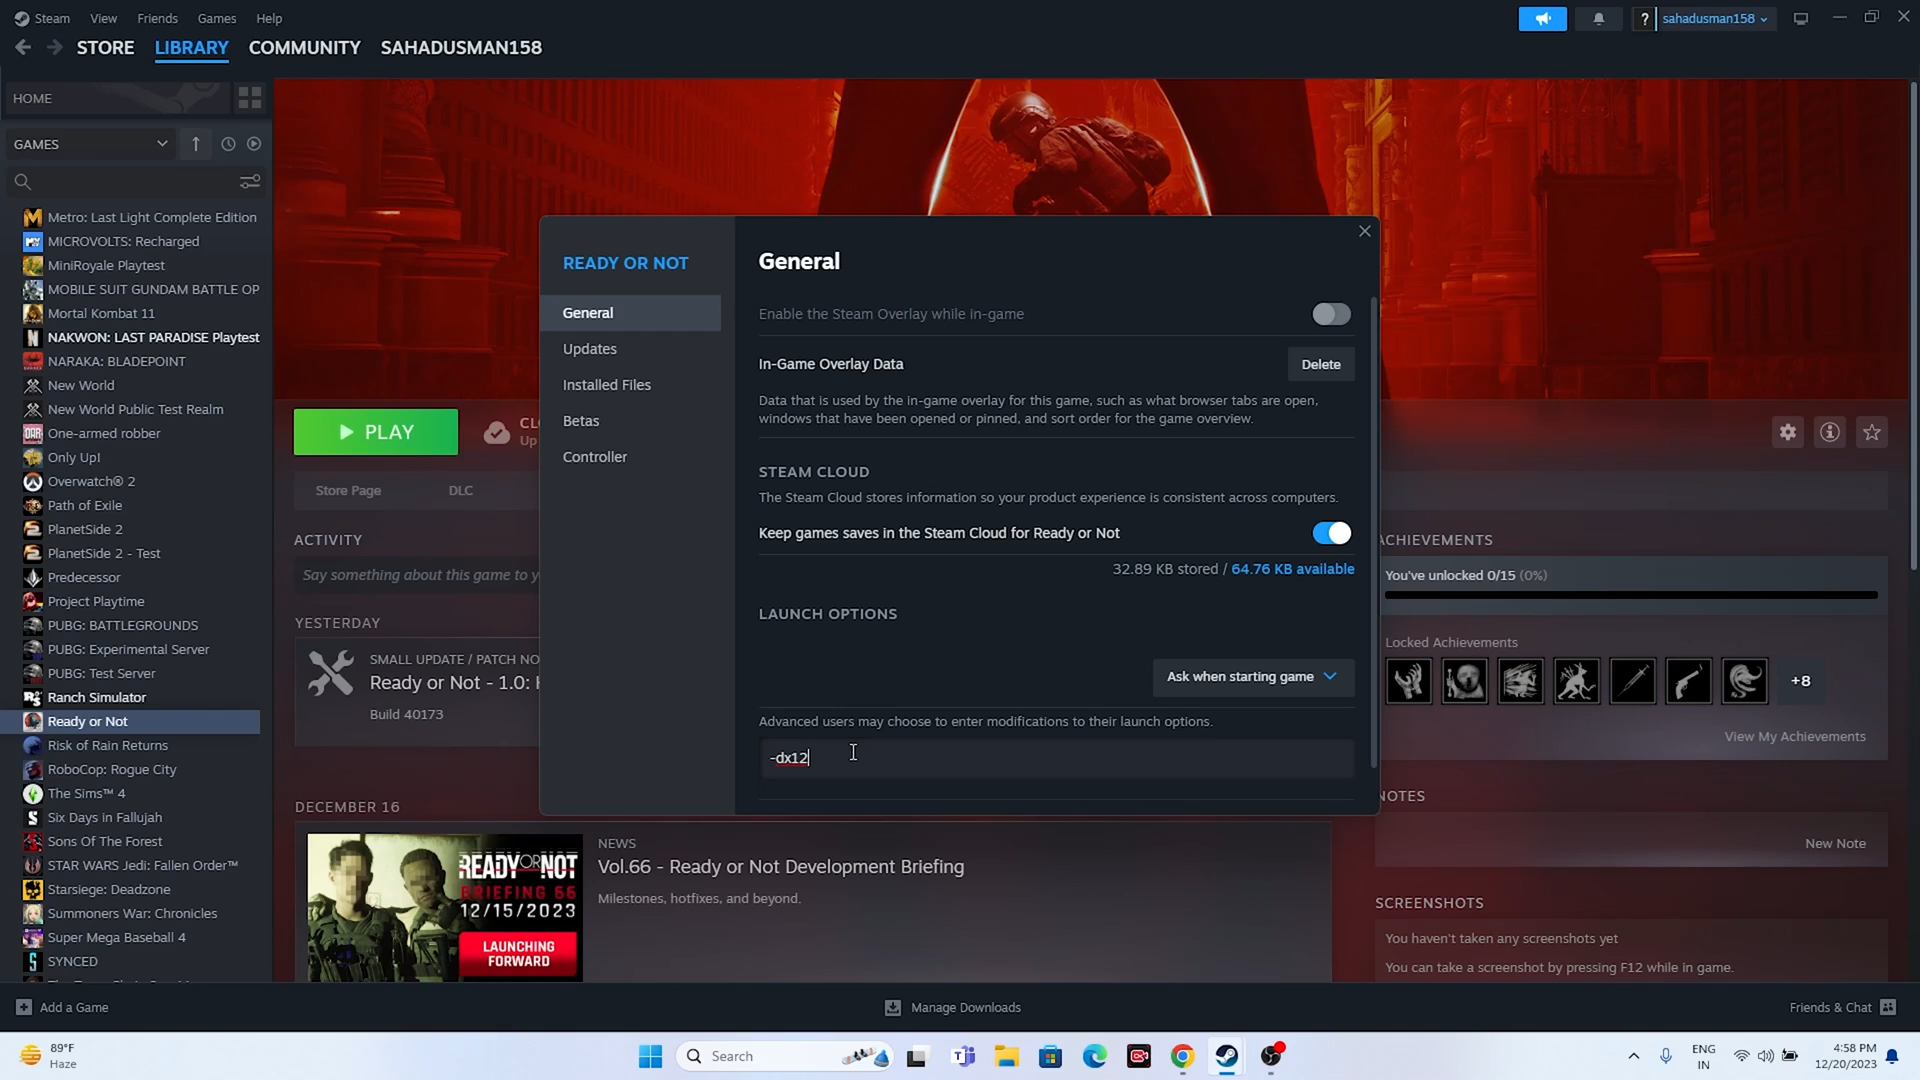 Steam View Friends Games Help
sahadusman158
STORE LIBRARY COMMUNITY SAHADUSMAN158
HOME
GAMES
Metro: Last Light Complete Edition
MICROVOLTS: Recharged
MiniRoyale Playtest
MOBILE SUIT GUNDAM BATTLE OP
Mortal Kombat 11
NAKWON: LAST PARADISE Playtest
NARAKA: BLADEPOINT
New World
New World Public Test Realm
One-armed robber
Only Up!
Overwatch® 2
Path of Exile
PlanetSide 2
PlanetSide 2 - Test
Predecessor
Project Playtime
PUBG: BATTLEGROUNDS
PUBG: Experimental Server
PUBG: Test Server
Ranch Simulator
Ready or Not
Risk of Rain Returns
RoboCop: Rogue City
The Sims™ 4
Six Days in Fallujah
Sons Of The Forest
STAR WARS Jedi: Fallen Order™
Starsiege: Deadzone
Summoners War: Chronicles
Super Mega Baseball 4
SYNCED
PLAY
CL
Up
Store Page DLC
ACTIVITY
Say something about this game to y
YESTERDAY
SMALL UPDATE / PATCH NO
Ready or Not - 1.0: H
Build 40173
DECEMBER 16
READY OR NOT
BRIEFING 66
12/15/2023
LAUNCHING
FORWARD
NEWS
Vol.66 - Ready or Not Development Briefing
Milestones, hotfixes, and beyond.
READY OR NOT
General
Updates
Installed Files
Betas
Controller
General
Enable the Steam Overlay while in-game
In-Game Overlay Data
Delete
Data that is used by the in-game overlay for this game, such as what browser tabs are open,
windows that have been opened or pinned, and sort order for the game overview.
STEAM CLOUD
The Steam Cloud stores information so your product experience is consistent across computers.
Keep games saves in the Steam Cloud for Ready or Not
32.89 KB stored / 64.76 KB available
LAUNCH OPTIONS
Ask when starting game
Advanced users may choose to enter modifications to their launch options.
-dx12
ACHIEVEMENTS
You've unlocked 0/15 (0%)
Locked Achievements
+8
View My Achievements
NOTES
New Note
SCREENSHOTS
You haven't taken any screenshots yet
You can take a screenshot by pressing F12 while in game.
Add a Game
Manage Downloads
Friends & Chat
89°F
Haze
Search
ENG
IN
4:58 PM
12/20/2023